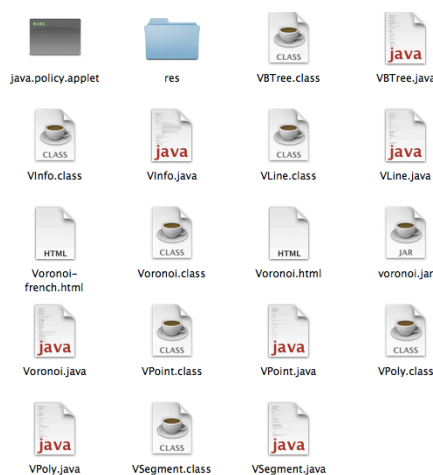 java.policy.applet
res
CLASS
VBTree.class
java
VBTree.java
CLASS
VInfo.class
java
VInfo.java
CLASS
VLine.class
java
VLine.java
HTML
Voronoi-
french.html
CLASS
Voronoi.class
HTML
Voronoi.html
JAR
voronoi.jar
java
Voronoi.java
CLASS
VPoint.class
java
VPoint.java
CLASS
VPoly.class
java
VPoly.java
CLASS
VSegment.class
java
VSegment.java